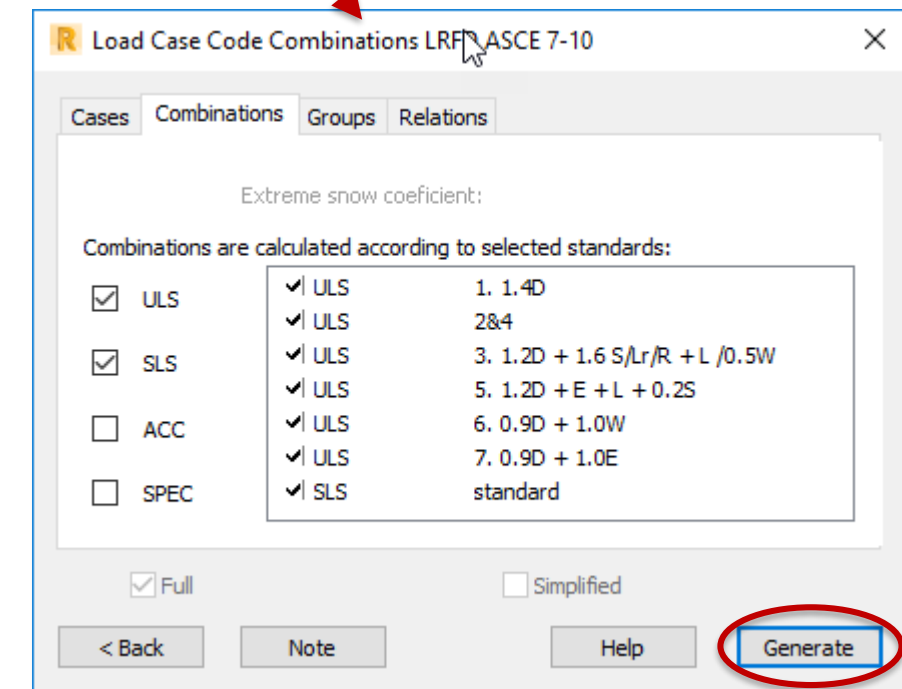 R Load Case Code Combinations LRFD ASCE 7-10
Cases Combinations Groups Relations
Extreme snow coeficient:
Combinations are calculated according to selected standards:
ULS
SLS
ACC
SPEC
ULS 1. 1.4D
ULS 2&4
ULS 3. 1.2D + 1.6 S/Lr/R + L /0.5W
ULS 5. 1.2D + E + L + 0.2S
ULS 6. 0.9D + 1.0W
ULS 7. 0.9D + 1.0E
SLS standard
Full Simplified
< Back Note Help Generate